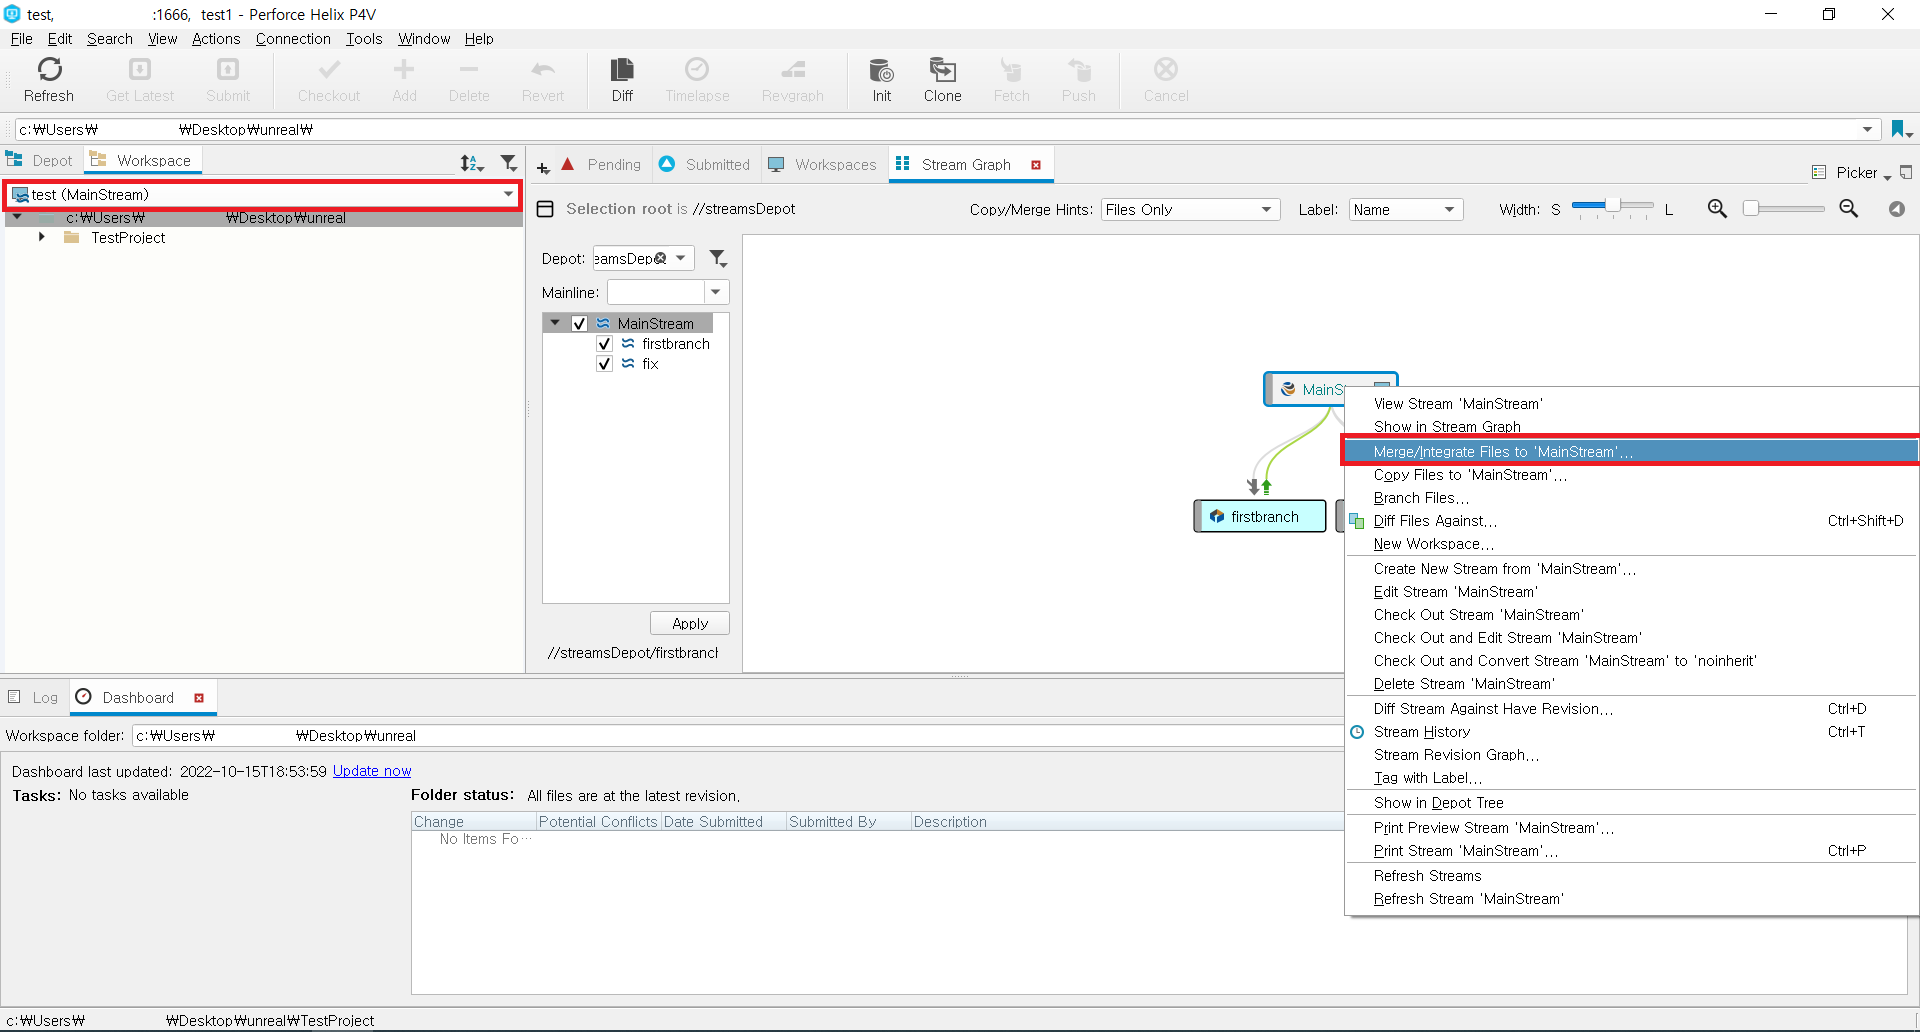 test, :1666, test1 - Perforce Helix P4V
File Edit Search View Actions Connection Tools Window Help
Refresh Get Latest Submit Checkout Add Delete Revert Diff Timelapse Revgraph Init Clone Fetch Push Cancel
c:₩Users₩ ₩Desktop₩unreal₩
Depot Workspace
Pending Submitted Workspaces Stream Graph
Picker
test (MainStream)
c:₩Users₩ ₩Desktop₩unreal
TestProject
Selection root is //streamsDepot
Copy/Merge Hints: Files Only Label: Name Width: S L
Depot: eamsDepot
Mainline:
MainStream
firstbranch
fix
Apply
//streamsDepot/firstbranch
MainS
firstbranch
View Stream 'MainStream'
Show in Stream Graph
Merge/Integrate Files to 'MainStream'...
Copy Files to 'MainStream'...
Branch Files...
Diff Files Against... Ctrl+Shift+D
New Workspace...
Create New Stream from 'MainStream'...
Edit Stream 'MainStream'
Check Out Stream 'MainStream'
Check Out and Edit Stream 'MainStream'
Check Out and Convert Stream 'MainStream' to 'noinherit'
Delete Stream 'MainStream'
Diff Stream Against Have Revision... Ctrl+D
Stream History Ctrl+T
Stream Revision Graph...
Tag with Label...
Show in Depot Tree
Print Preview Stream 'MainStream'...
Print Stream 'MainStream'... Ctrl+P
Refresh Streams
Refresh Stream 'MainStream'
Log Dashboard
Workspace folder: c:₩Users₩ ₩Desktop₩unreal
Dashboard last updated: 2022-10-15T18:53:59 Update now
Tasks: No tasks available
Folder status: All files are at the latest revision.
Change Potential Conflicts Date Submitted Submitted By Description
No Items Fo...
c:₩Users₩ ₩Desktop₩unreal₩TestProject